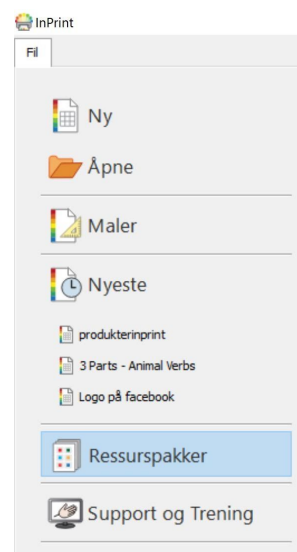 InPrint
Fil
Ny
Åpne
Maler
Nyeste
produkterinprint
3 Parts - Animal Verbs
Logo på facebook
Ressurspakker
Support og Trening